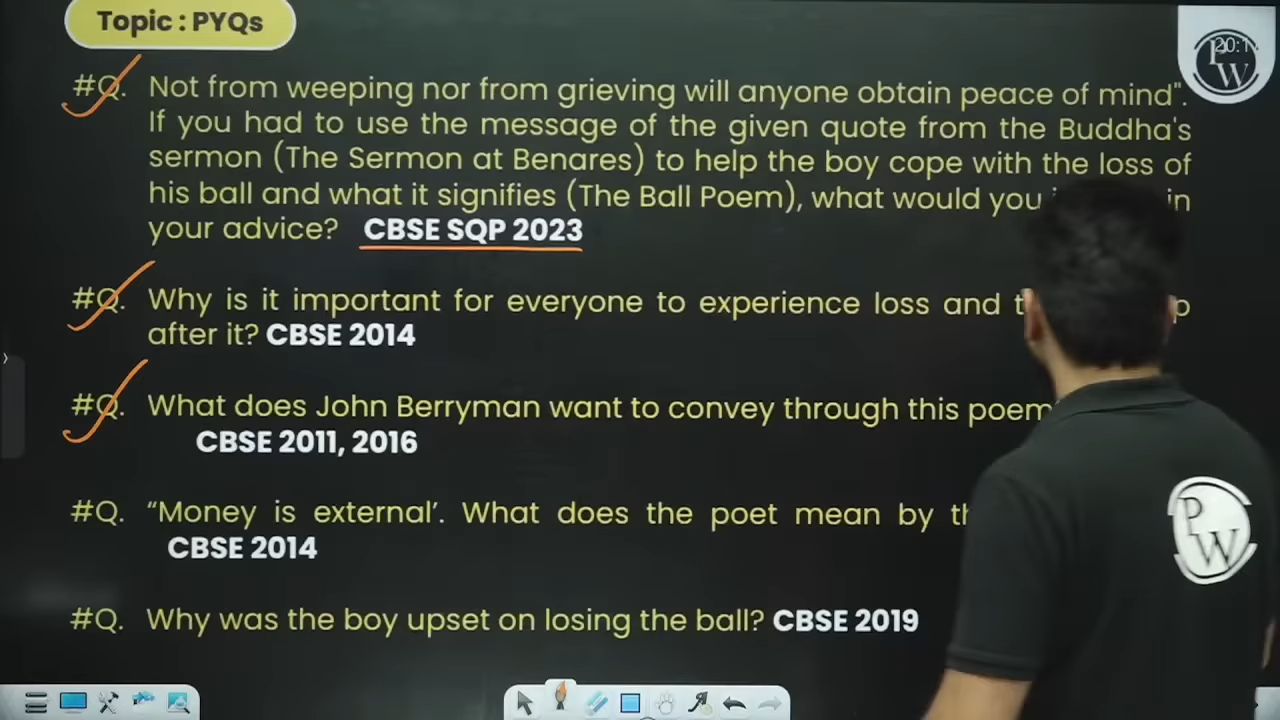 Topic : PYQs
20:1
PW
#Q. Not from weeping nor from grieving will anyone obtain peace of mind".
If you had to use the message of the given quote from the Buddha's
sermon (The Sermon at Benares) to help the boy cope with the loss of
his ball and what it signifies (The Ball Poem), what would you in
your advice? CBSE SQP 2023
#Q. Why is it important for everyone to experience loss and
after it? CBSE 2014
#Q. What does John Berryman want to convey through this poem
CBSE 2011, 2016
#Q. “Money is external’. What does the poet mean by
CBSE 2014
#Q. Why was the boy upset on losing the ball? CBSE 2019
PW